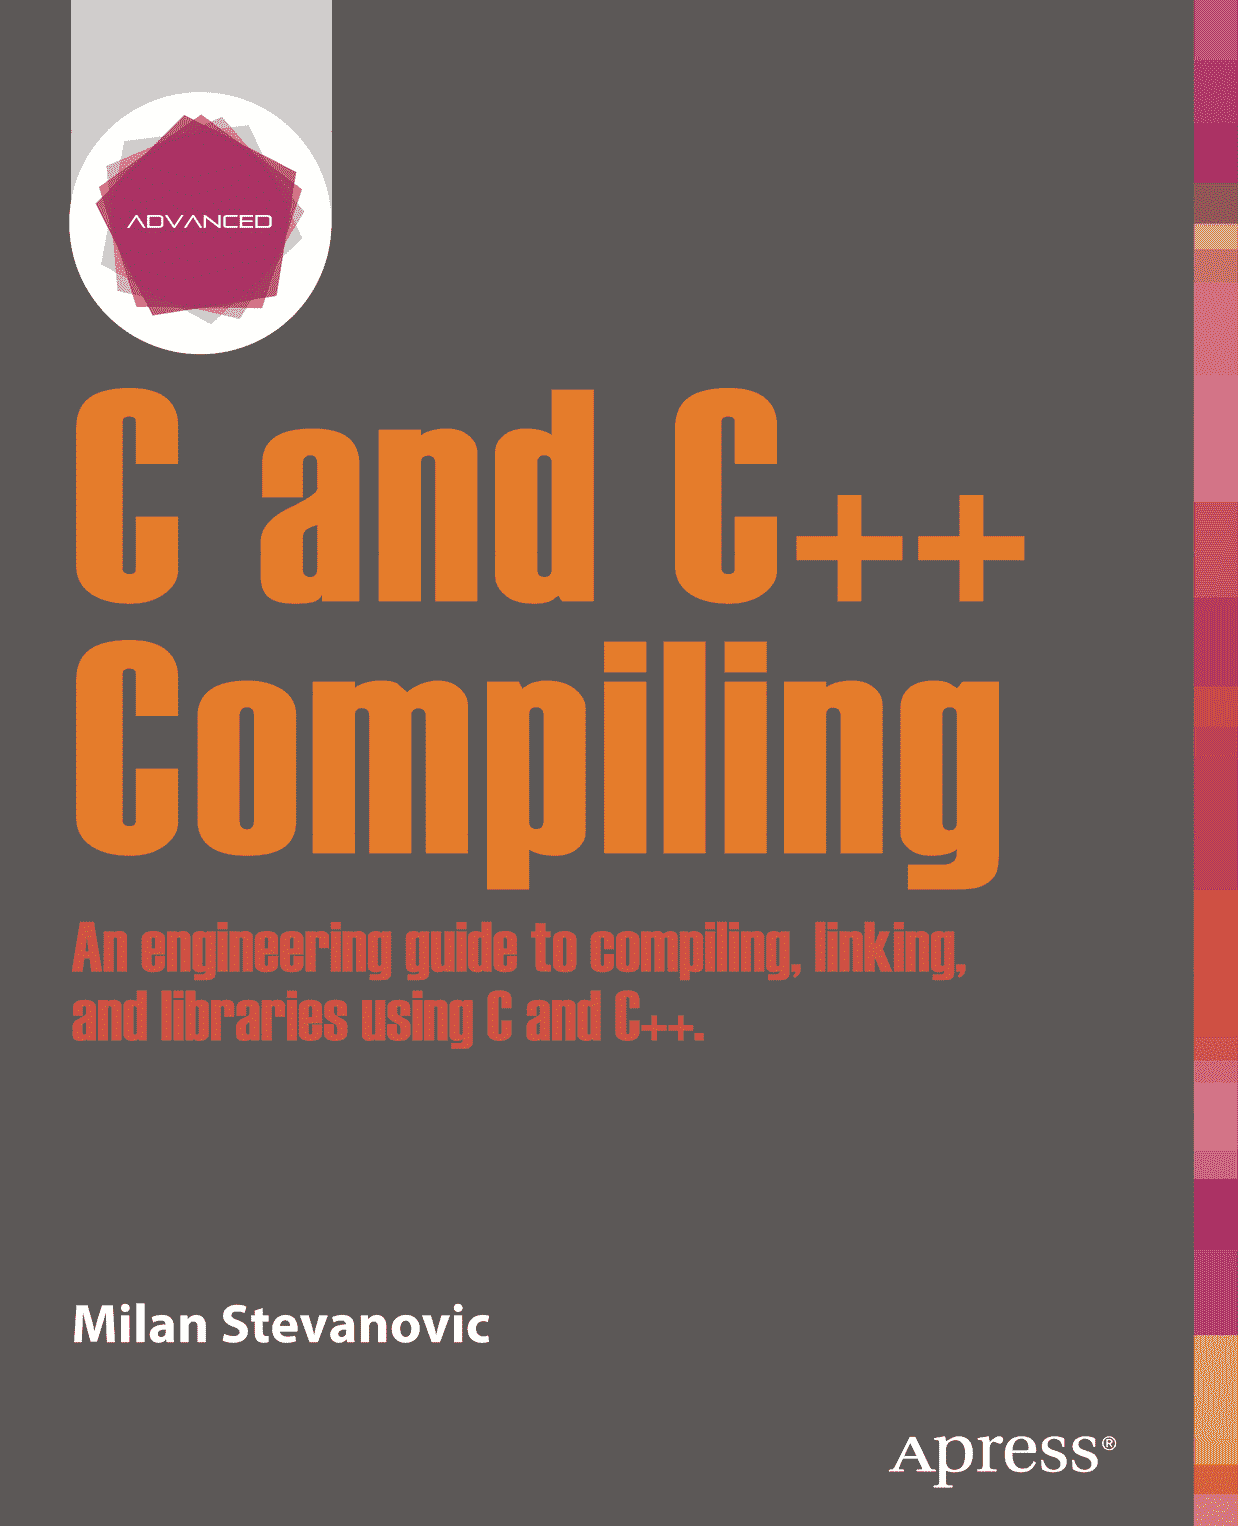 ADVANCED
C and C++
Compiling
An engineering guide to compiling, linking,
and libraries using C and C++.
Milan Stevanovic
Apress®